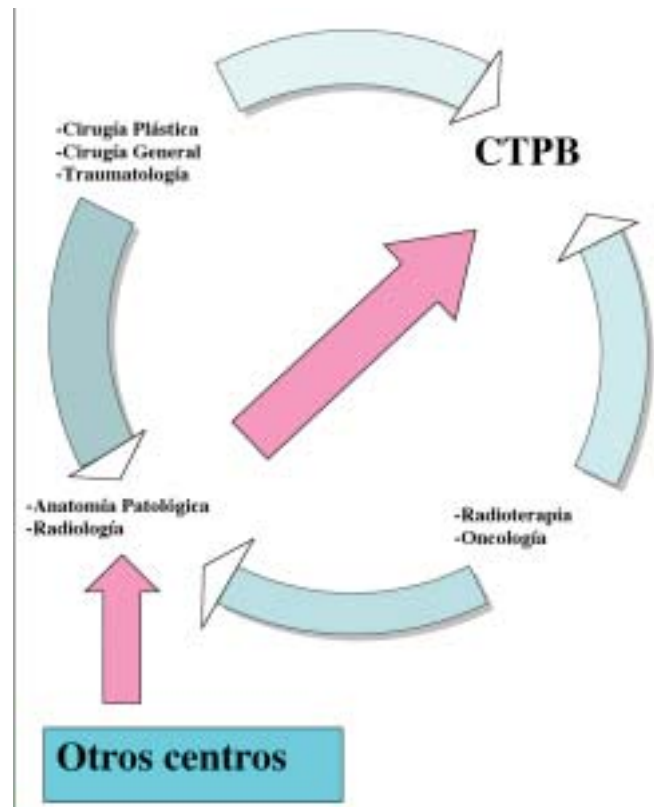 -Cirugía Plástica
-Cirugía General
-Traumatología
CTPB
-Anatomía Patológica
-Radiología
-Radioterapia
-Oncología
Otros centros